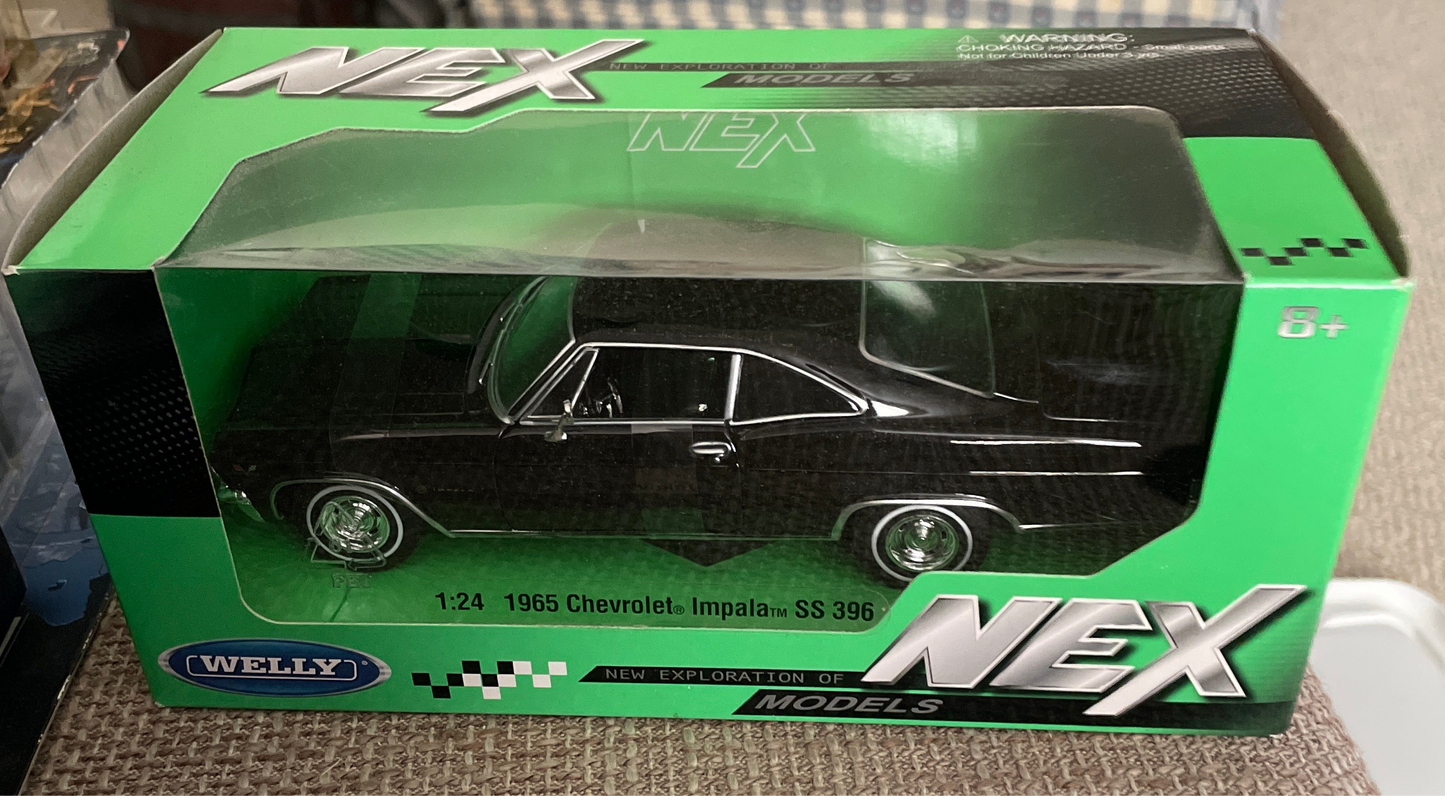 NEX
NEW EXPLORATION OF
MODELS
WARNING:
CHOKING HAZARD - Small parts
Not for Children Under 3 yrs.
NEX
8+
PET
1:24 1965 Chevrolet® Impala™ SS 396
WELLY®
NEW EXPLORATION OF
MODELS
NEX